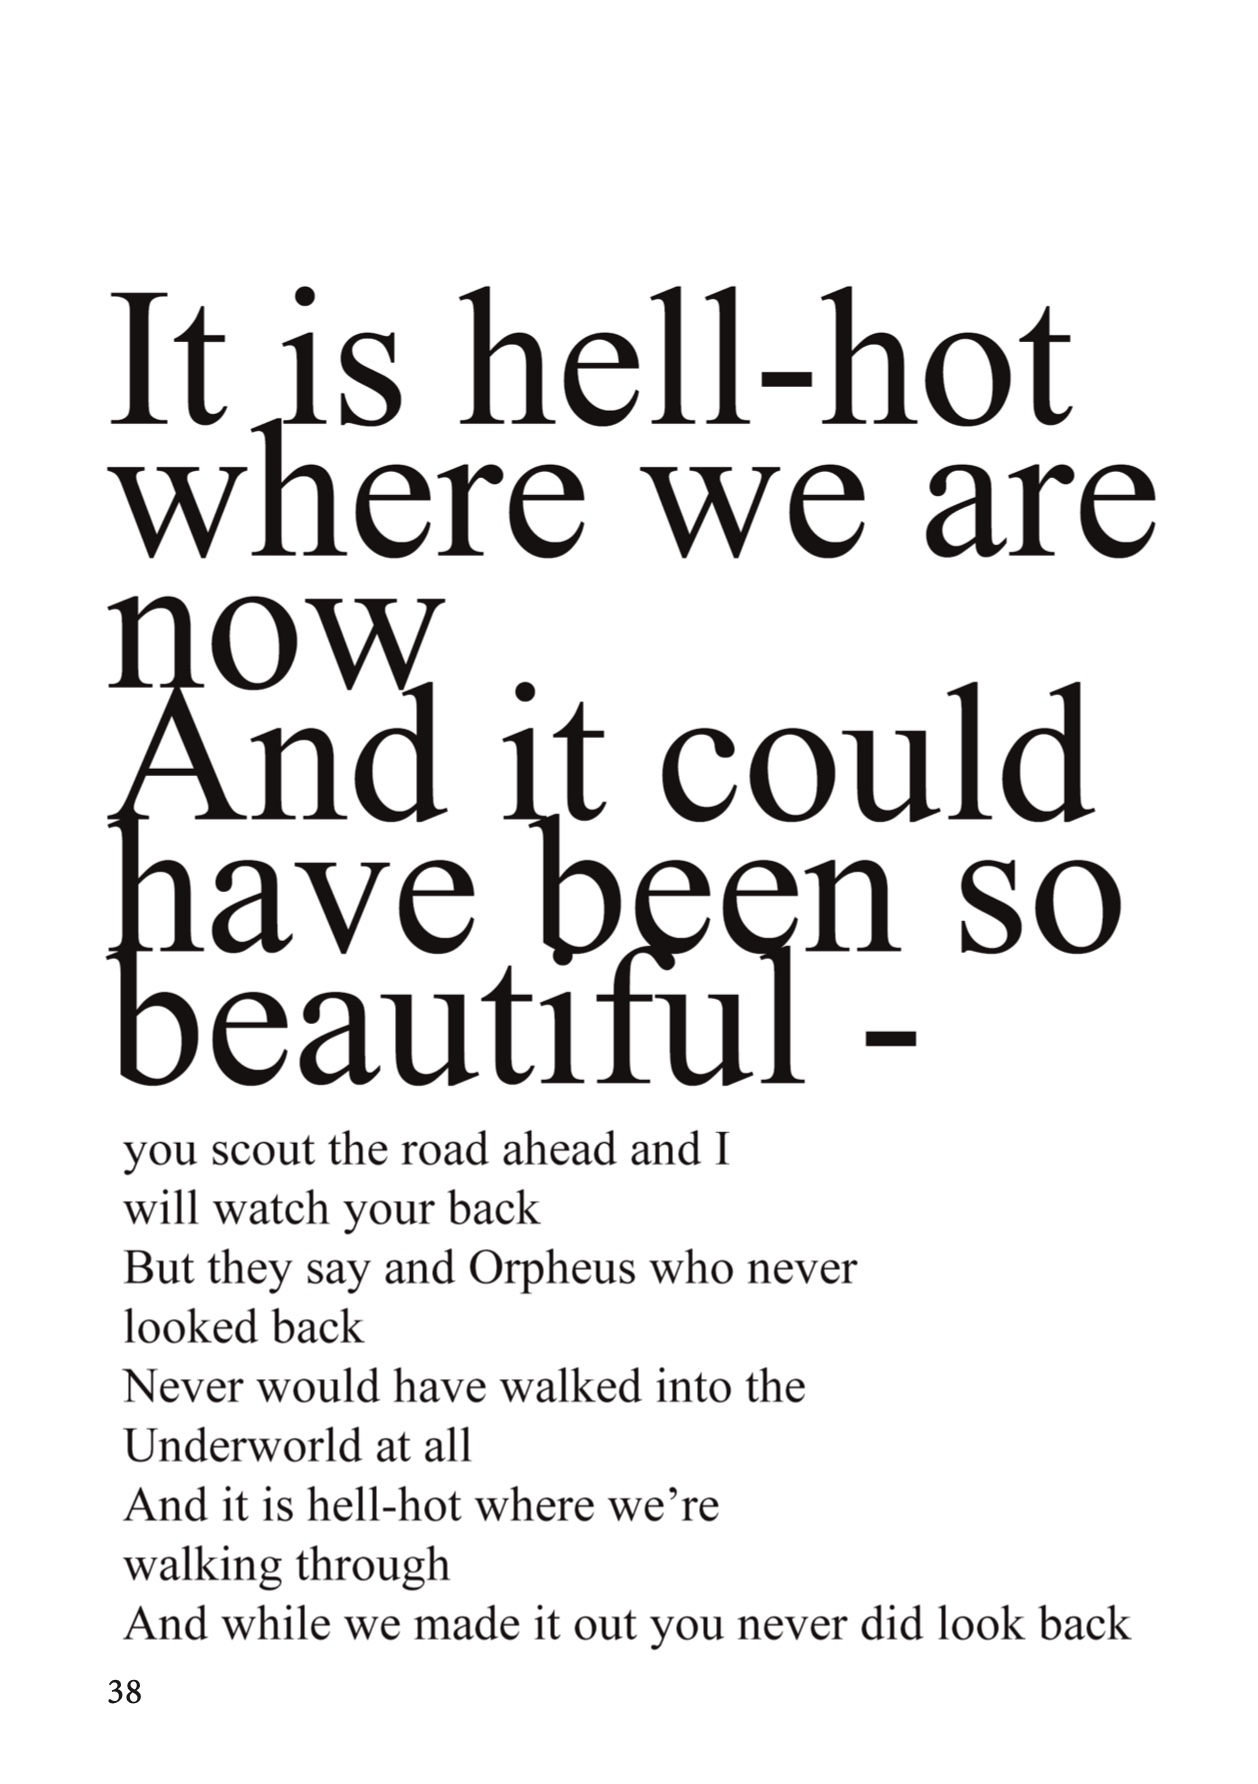 It is hell-hot
where we are
now
And it could
have been so
beautiful -
you scout the road ahead and I
will watch your back
But they say and Orpheus who never
looked back
Never would have walked into the
Underworld at all
And it is hell-hot where we’re
walking through
And while we made it out you never did look back
38